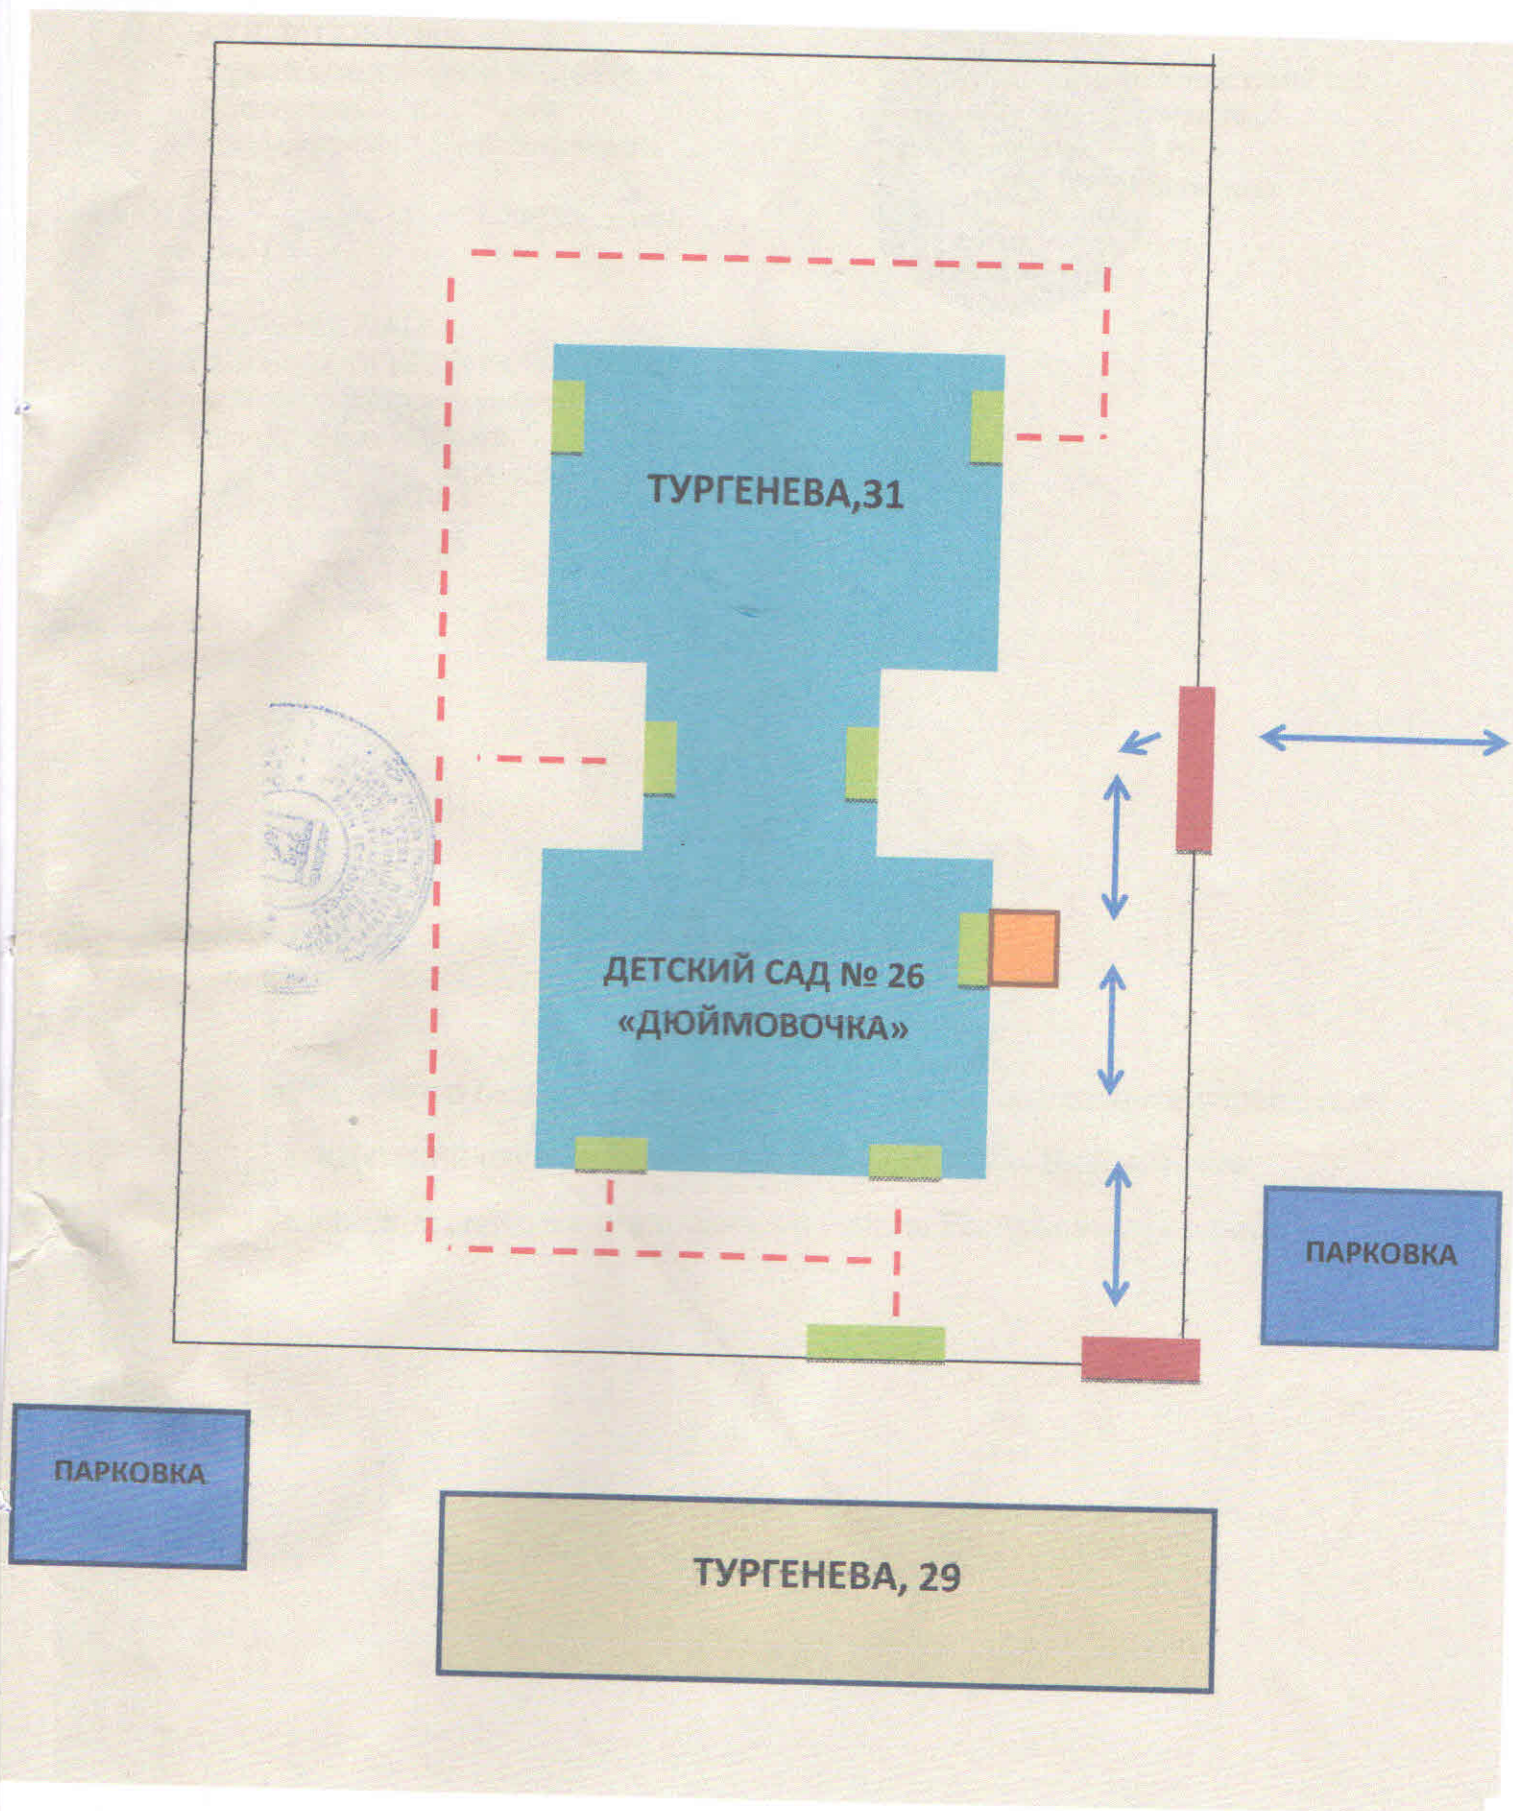 ТУРГЕНЕВА,31
ДЕТСКИЙ САД № 26
«ДЮЙМОВОЧКА»
ПАРКОВКА
ПАРКОВКА
ТУРГЕНЕВА, 29